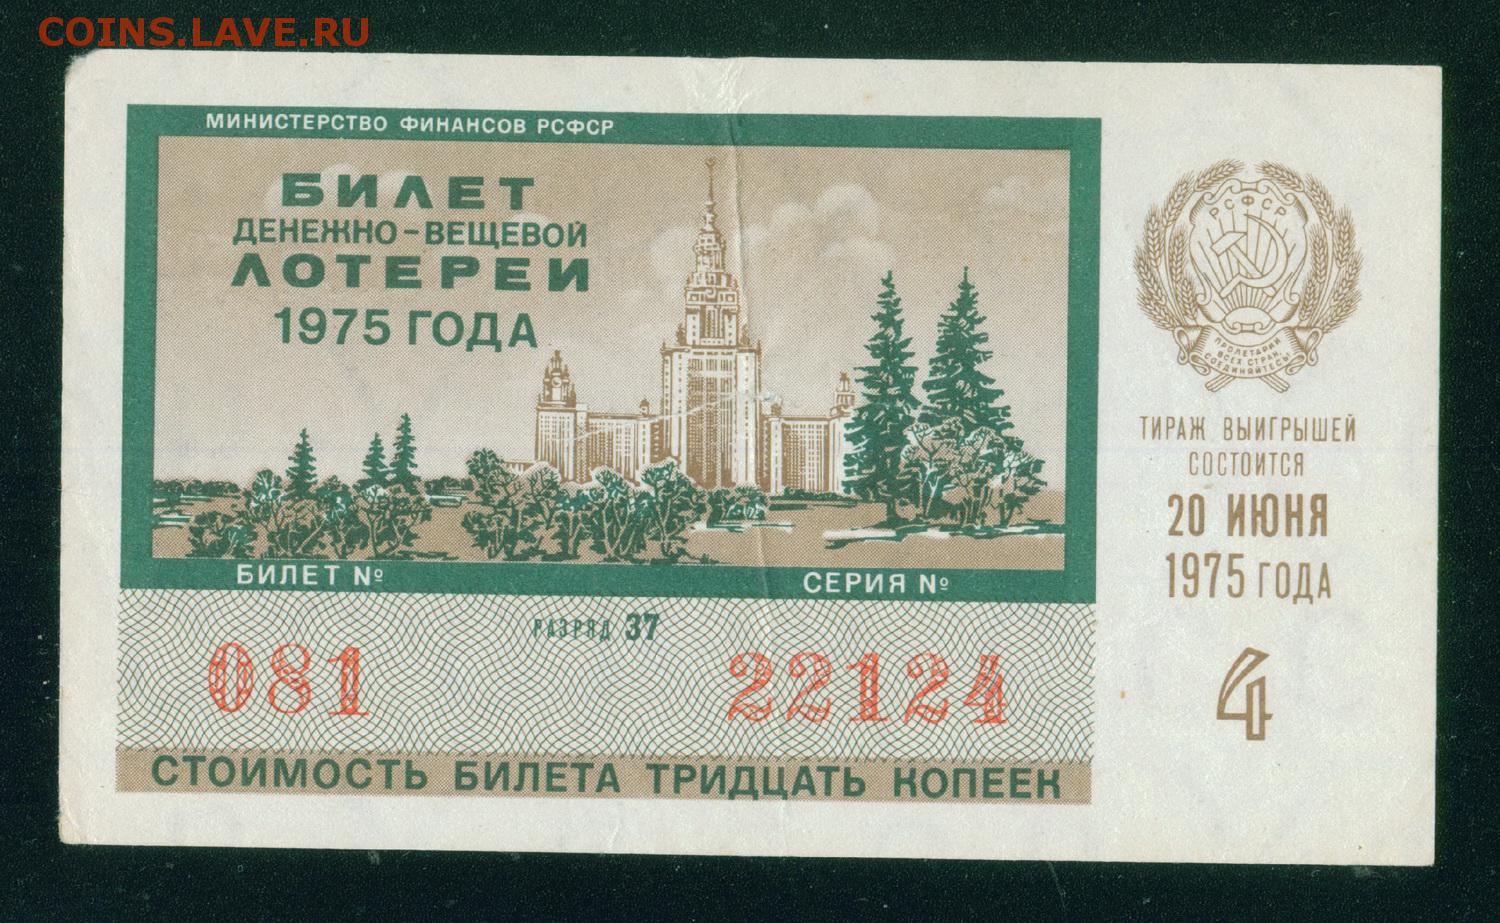 COINS.LAVE.RU
МИНИСТЕРСТВО ФИНАНСОВ РСФСР
БИЛЕТ
ДЕНЕЖНО-ВЕЩЕВОЙ
ЛОТЕРЕИ
1975 ГОДА
БИЛЕТ № СЕРИЯ №
РАЗРЯД 37
081 22124
СТОИМОСТЬ БИЛЕТА ТРИДЦАТЬ КОПЕЕК
РСФСР
ПРОЛЕТАРИИ
ВСЕХ СТРАН,
СОЕДИНЯЙТЕСЬ!
ТИРАЖ ВЫИГРЫШЕЙ
СОСТОИТСЯ
20 ИЮНЯ
1975 ГОДА
4